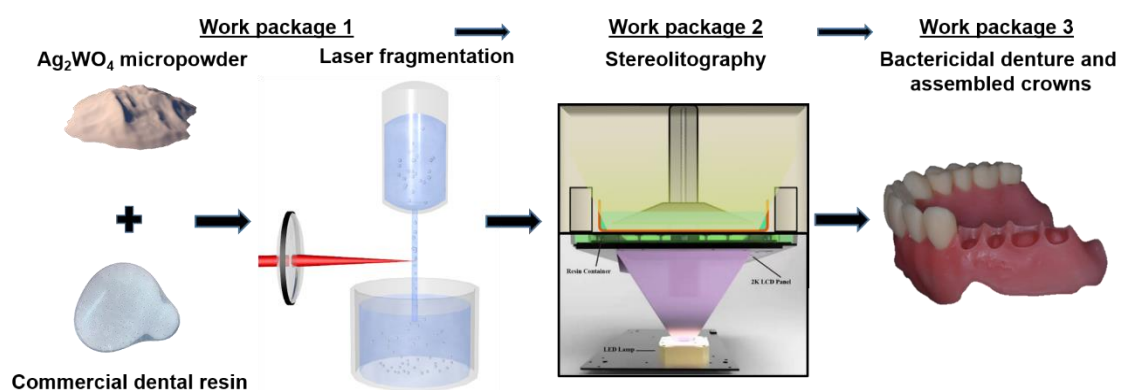 Work package 1
Work package 2
Work package 3
Ag₂WO₄ micropowder
Laser fragmentation
Stereolitography
Bactericidal denture and
assembled crowns
Resin Container
2K LCD Panel
LED Lamp
Commercial dental resin